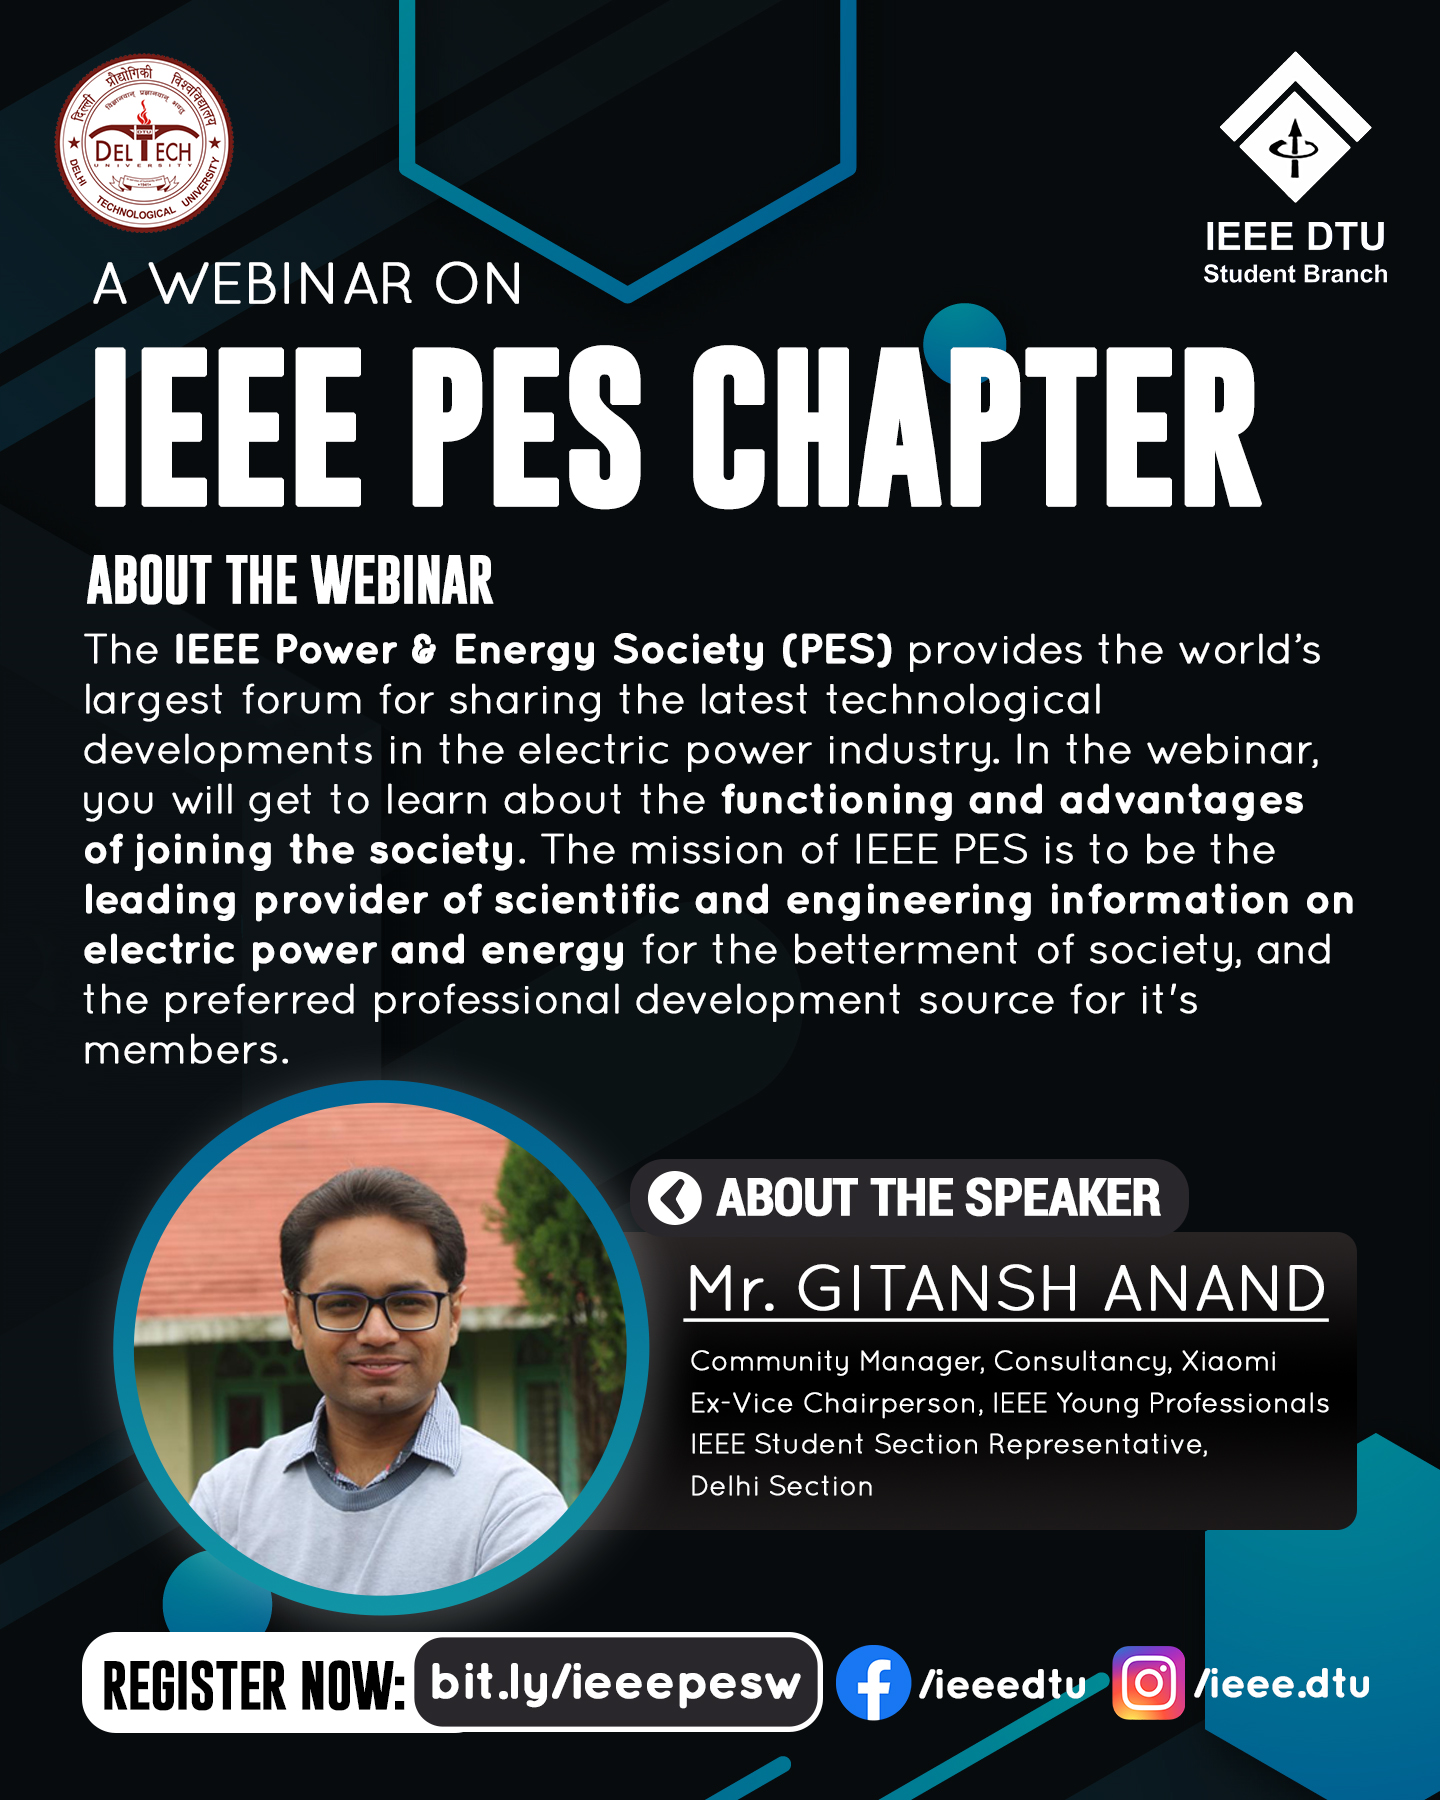 दिल्ली प्रौद्योगिकी विश्वविद्यालय
DTU
DELTECH
UNIVERSITY
DELHI TECHNOLOGICAL UNIVERSITY
IEEE DTU
Student Branch
A WEBINAR ON
IEEE PES CHAPTER
ABOUT THE WEBINAR
The IEEE Power & Energy Society (PES) provides the world’s
largest forum for sharing the latest technological
developments in the electric power industry. In the webinar,
you will get to learn about the functioning and advantages
of joining the society. The mission of IEEE PES is to be the
leading provider of scientific and engineering information on
electric power and energy for the betterment of society, and
the preferred professional development source for it's
members.
ABOUT THE SPEAKER
Mr. GITANSH ANAND
Community Manager, Consultancy, Xiaomi
Ex-Vice Chairperson, IEEE Young Professionals
IEEE Student Section Representative,
Delhi Section
REGISTER NOW: bit.ly/ieeepesw /ieeedtu /ieee.dtu